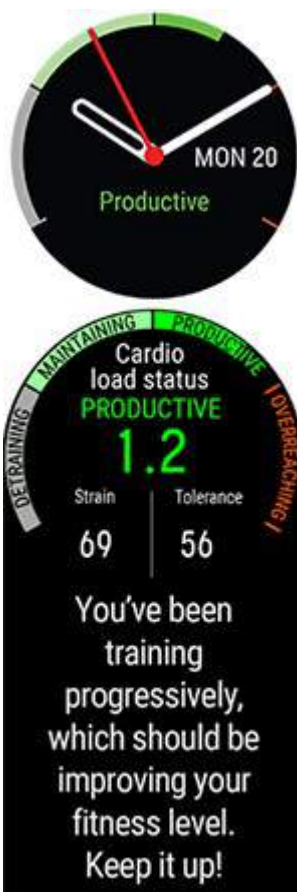 MON 20
Productive
DETRAINING
MAINTAINING
PRODUCTIVE
OVERREACHING
Cardio
load status
PRODUCTIVE
1.2
Strain
Tolerance
69
56
You've been
training
progressively,
which should be
improving your
fitness level.
Keep it up!